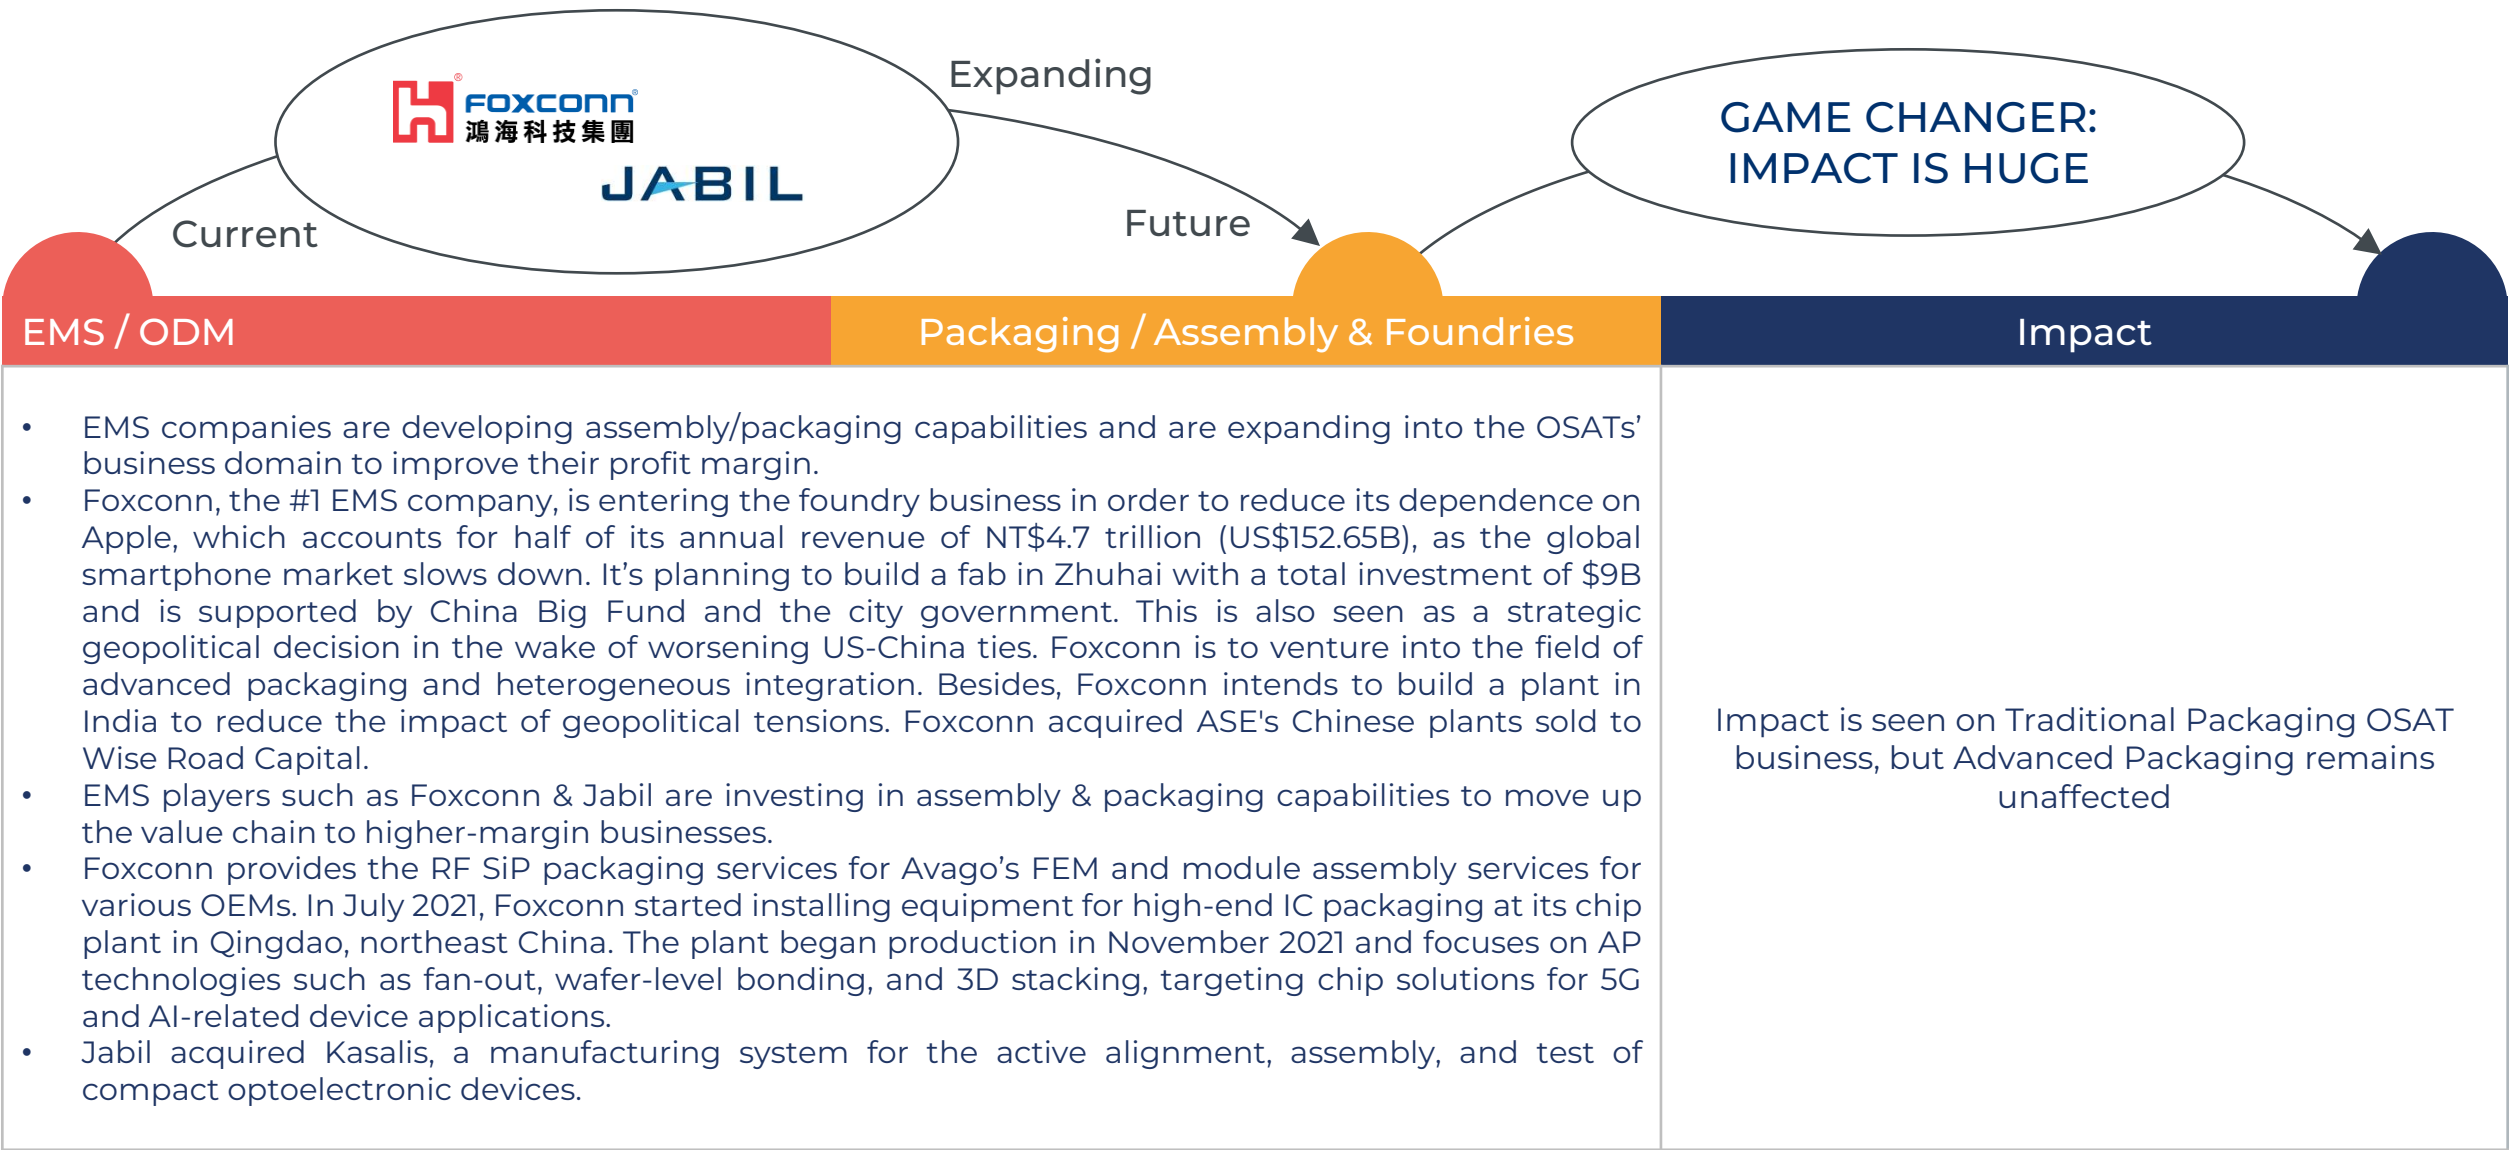 Expanding
FOXCONN®
鴻海科技集團
JABIL
GAME CHANGER:
IMPACT IS HUGE
Current
Future
EMS / ODM
Packaging / Assembly & Foundries
Impact
• EMS companies are developing assembly/packaging capabilities and are expanding into the OSATs’
business domain to improve their profit margin.
• Foxconn, the #1 EMS company, is entering the foundry business in order to reduce its dependence on
Apple, which accounts for half of its annual revenue of NT$4.7 trillion (US$152.65B), as the global
smartphone market slows down. It’s planning to build a fab in Zhuhai with a total investment of $9B
and is supported by China Big Fund and the city government. This is also seen as a strategic
geopolitical decision in the wake of worsening US-China ties. Foxconn is to venture into the field of
advanced packaging and heterogeneous integration. Besides, Foxconn intends to build a plant in
India to reduce the impact of geopolitical tensions. Foxconn acquired ASE's Chinese plants sold to
Wise Road Capital.
• EMS players such as Foxconn & Jabil are investing in assembly & packaging capabilities to move up
the value chain to higher-margin businesses.
• Foxconn provides the RF SiP packaging services for Avago’s FEM and module assembly services for
various OEMs. In July 2021, Foxconn started installing equipment for high-end IC packaging at its chip
plant in Qingdao, northeast China. The plant began production in November 2021 and focuses on AP
technologies such as fan-out, wafer-level bonding, and 3D stacking, targeting chip solutions for 5G
and AI-related device applications.
• Jabil acquired Kasalis, a manufacturing system for the active alignment, assembly, and test of
compact optoelectronic devices.
Impact is seen on Traditional Packaging OSAT
business, but Advanced Packaging remains
unaffected